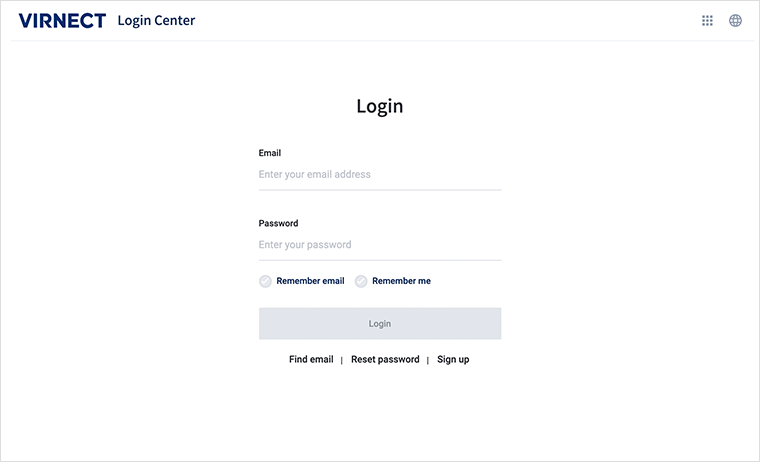 VIRNECT Login Center
Login
Email
Enter your email address
Password
Enter your password
Remember email Remember me
Login
Find email | Reset password | Sign up